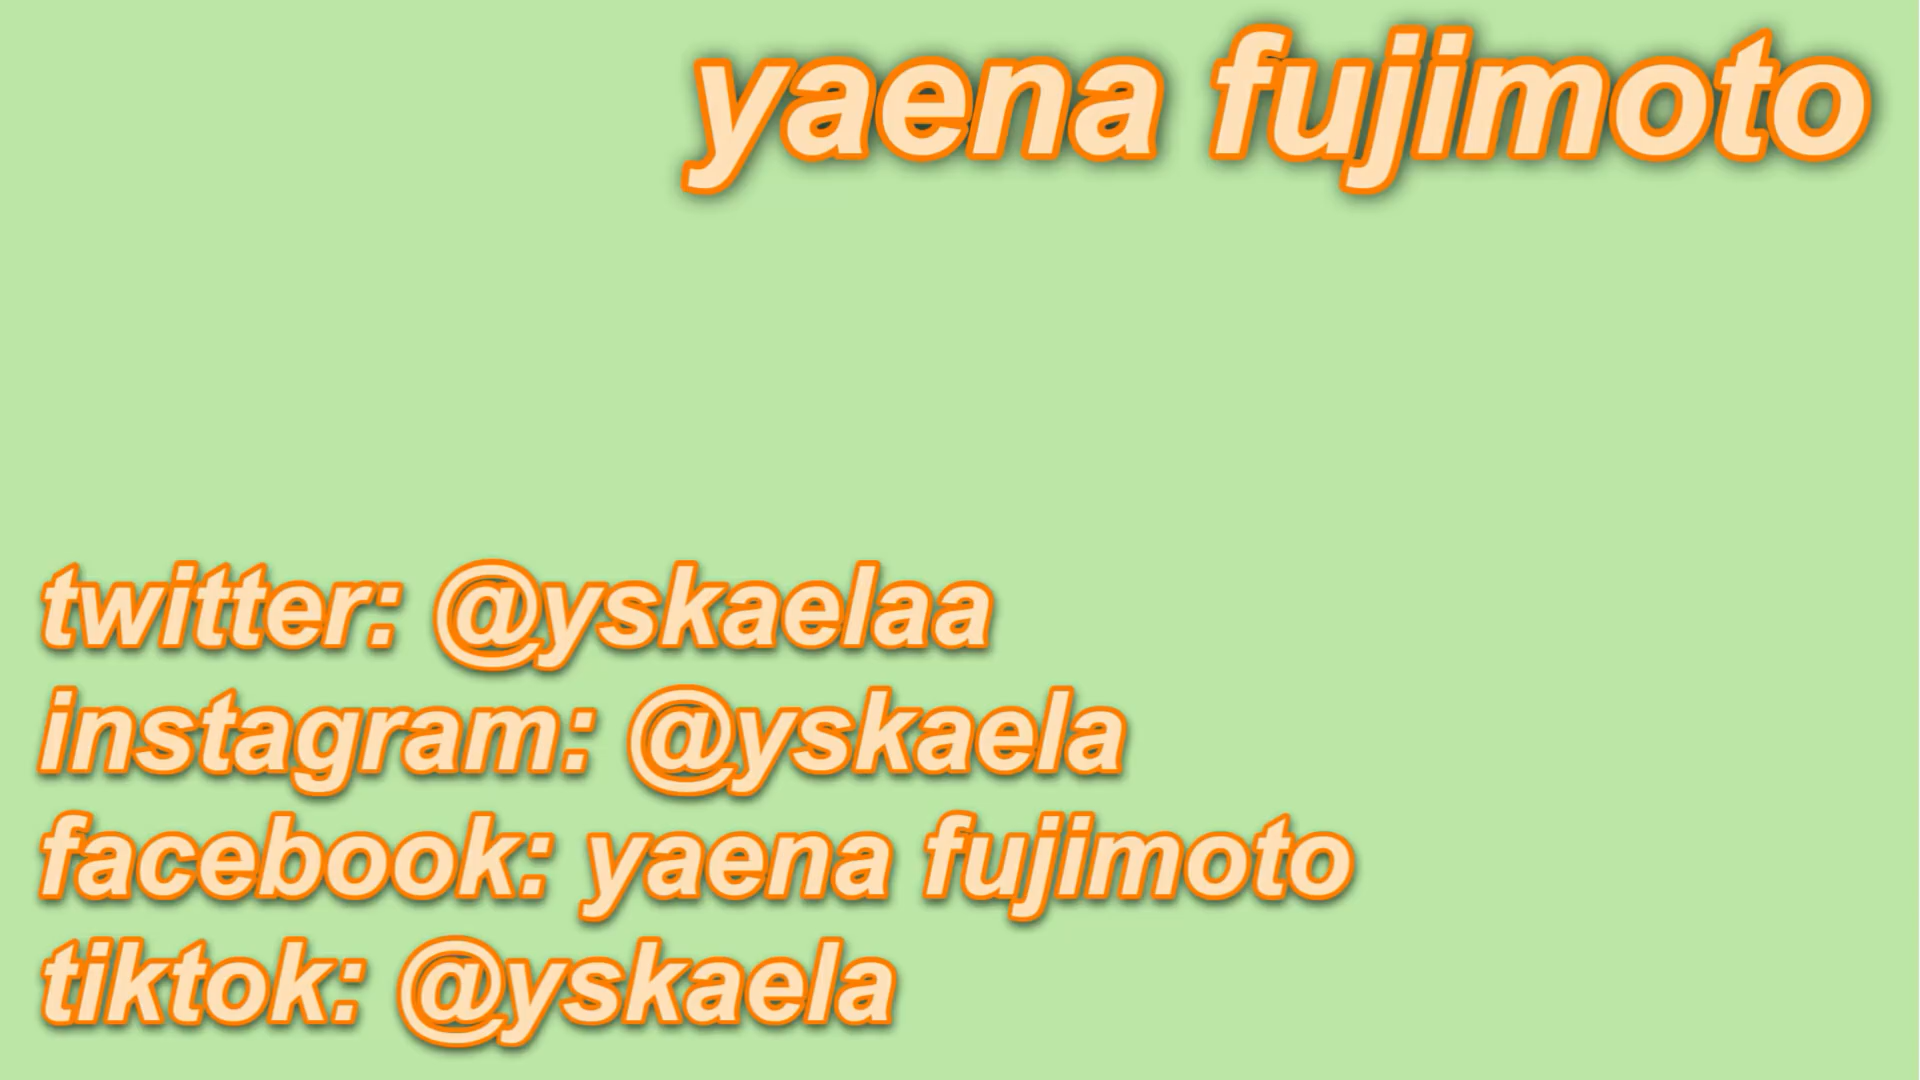 yaena fujimoto
twitter: @yskaelaa
instagram: @yskaela
facebook: yaena fujimoto
tiktok: @yskaela